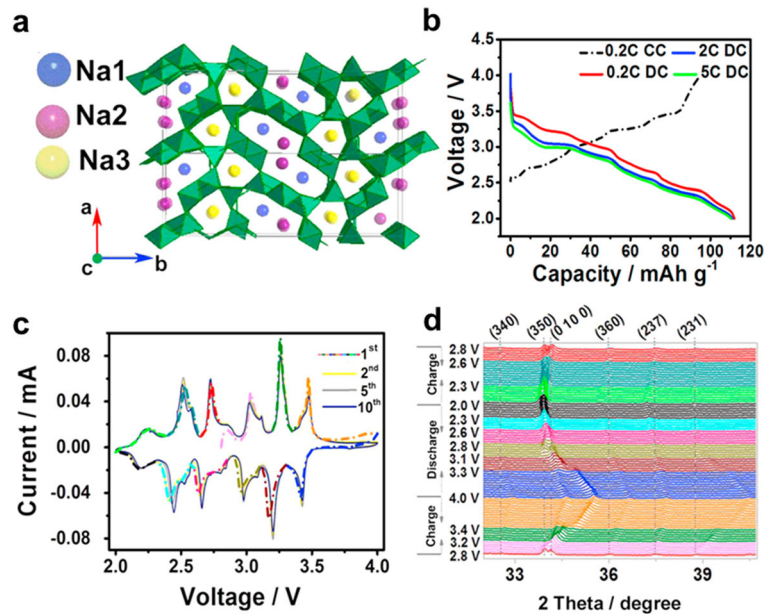 a
Na1
Na2
Na3
a
c
b
b
0.2C CC
2C DC
0.2C DC
5C DC
Voltage / V
4.5
4.0
3.5
3.0
2.5
2.0
0
20
40
60
80
100
120
Capacity / mAh g-1
c
1st
2nd
5th
10th
Current / mA
0.08
0.04
0.00
-0.04
-0.08
2.0
2.5
3.0
3.5
4.0
Voltage / V
d
(340)
(350)
(0 10 0)
(360)
(237)
(231)
Charge
Discharge
Charge
2.8 V
2.6 V
2.3 V
2.0 V
2.3 V
2.6 V
2.8 V
3.1 V
3.3 V
4.0 V
3.4 V
3.2 V
2.8 V
33
36
39
2 Theta / degree